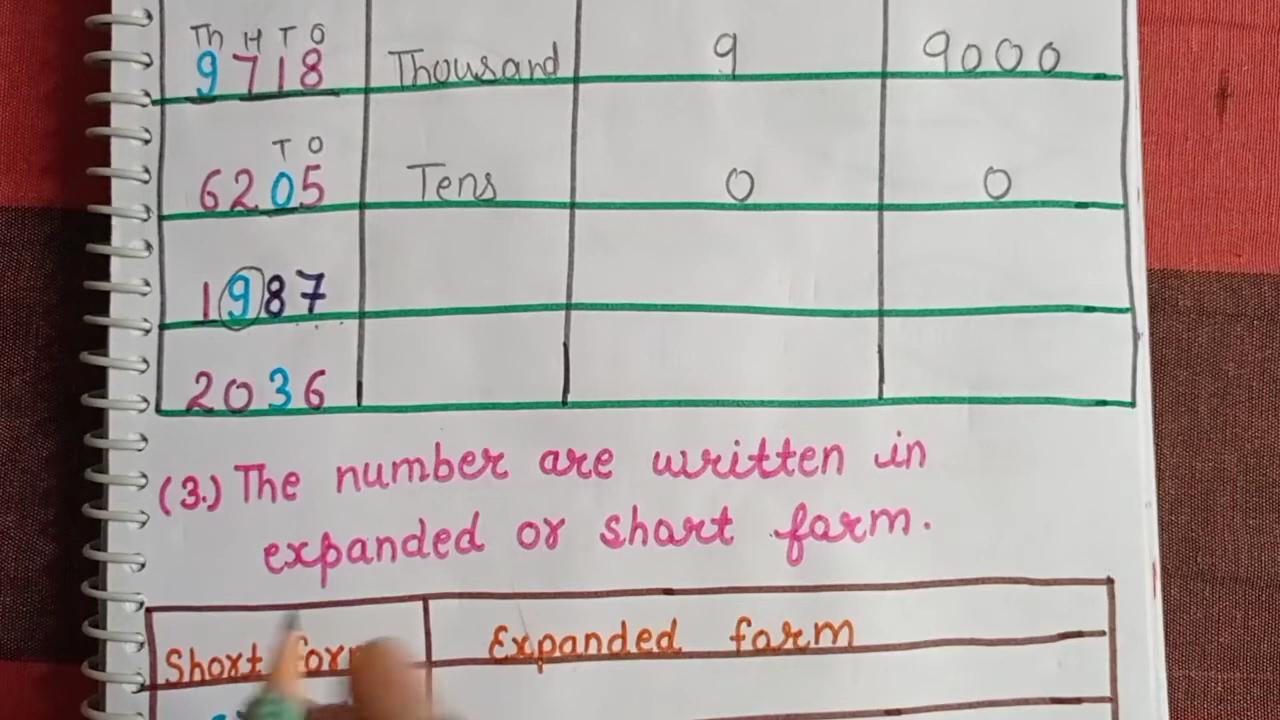 Th H T O
9718 Thousand 9 9000
T O
6205 Tens 0 0
1987
2036
(3.) The number are written in
expanded or shart farm.
Short Expanded farm